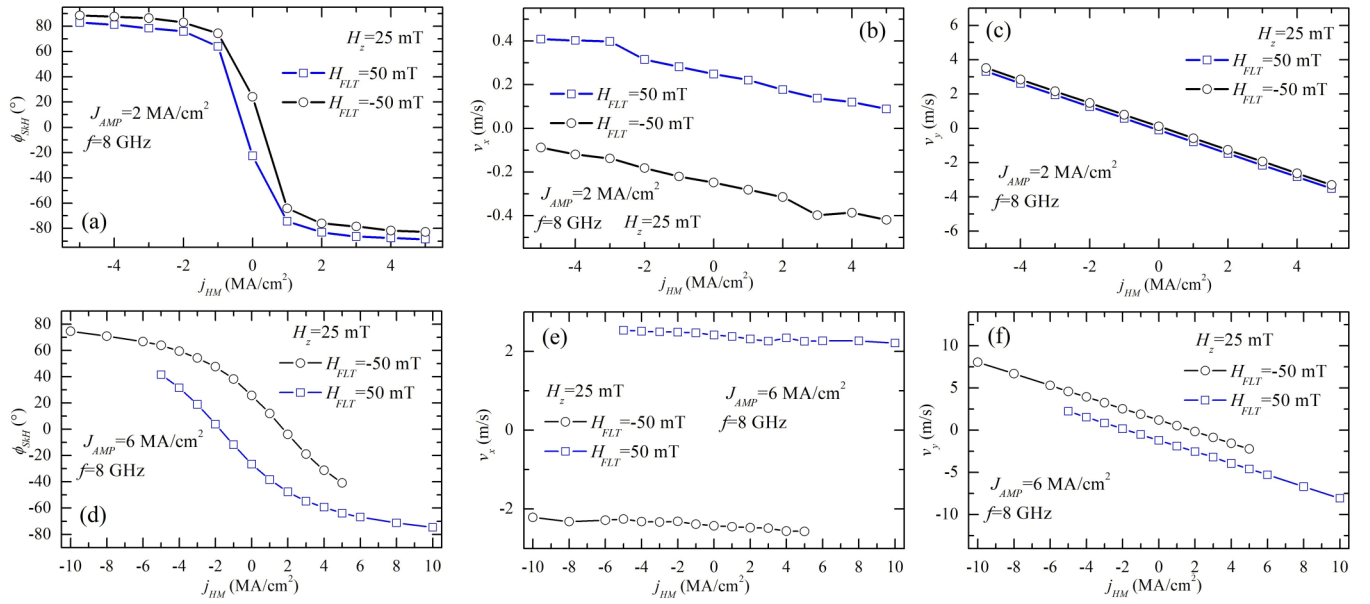 80
60
40
20
0
-20
-40
-60
-80
ϕSkH (°)
Hz=25 mT
HFLT=50 mT
HFLT=-50 mT
JAMP=2 MA/cm²
f=8 GHz
(a)
-4 -2 0 2 4
jHM (MA/cm²)
0.4
0.2
0.0
-0.2
-0.4
vx (m/s)
(b)
HFLT=50 mT
HFLT=-50 mT
JAMP=2 MA/cm²
f=8 GHz Hz=25 mT
-4 -2 0 2 4
jHM (MA/cm²)
6
4
2
0
-2
-4
-6
vy (m/s)
(c)
Hz=25 mT
HFLT=50 mT
HFLT=-50 mT
JAMP=2 MA/cm²
f=8 GHz
-4 -2 0 2 4
jHM (MA/cm²)
80
60
40
20
0
-20
-40
-60
-80
ϕSkH (°)
Hz=25 mT
HFLT=-50 mT
HFLT=50 mT
JAMP=6 MA/cm²
f=8 GHz
(d)
-10 -8 -6 -4 -2 0 2 4 6 8 10
jHM (MA/cm²)
2
0
-2
vx (m/s)
(e)
Hz=25 mT
HFLT=-50 mT
HFLT=50 mT
JAMP=6 MA/cm²
f=8 GHz
-10 -8 -6 -4 -2 0 2 4 6 8 10
jHM (MA/cm²)
10
5
0
-5
-10
vy (m/s)
(f)
Hz=25 mT
HFLT=-50 mT
HFLT=50 mT
JAMP=6 MA/cm²
f=8 GHz
-10 -8 -6 -4 -2 0 2 4 6 8 10
jHM (MA/cm²)